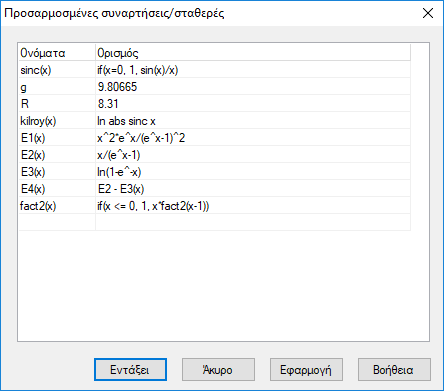 Προσαρμοσμένες συναρτήσεις/σταθερές
Ονόματα Ορισμός
sinc(x) if(x=0, 1, sin(x)/x)
g 9.80665
R 8.31
kilroy(x) ln abs sinc x
E1(x) x^2*e^x/(e^x-1)^2
E2(x) x/(e^x-1)
E3(x) ln(1-e^-x)
E4(x) E2 - E3(x)
fact2(x) if(x <= 0, 1, x*fact2(x-1))
Εντάξει Άκυρο Εφαρμογή Βοήθεια